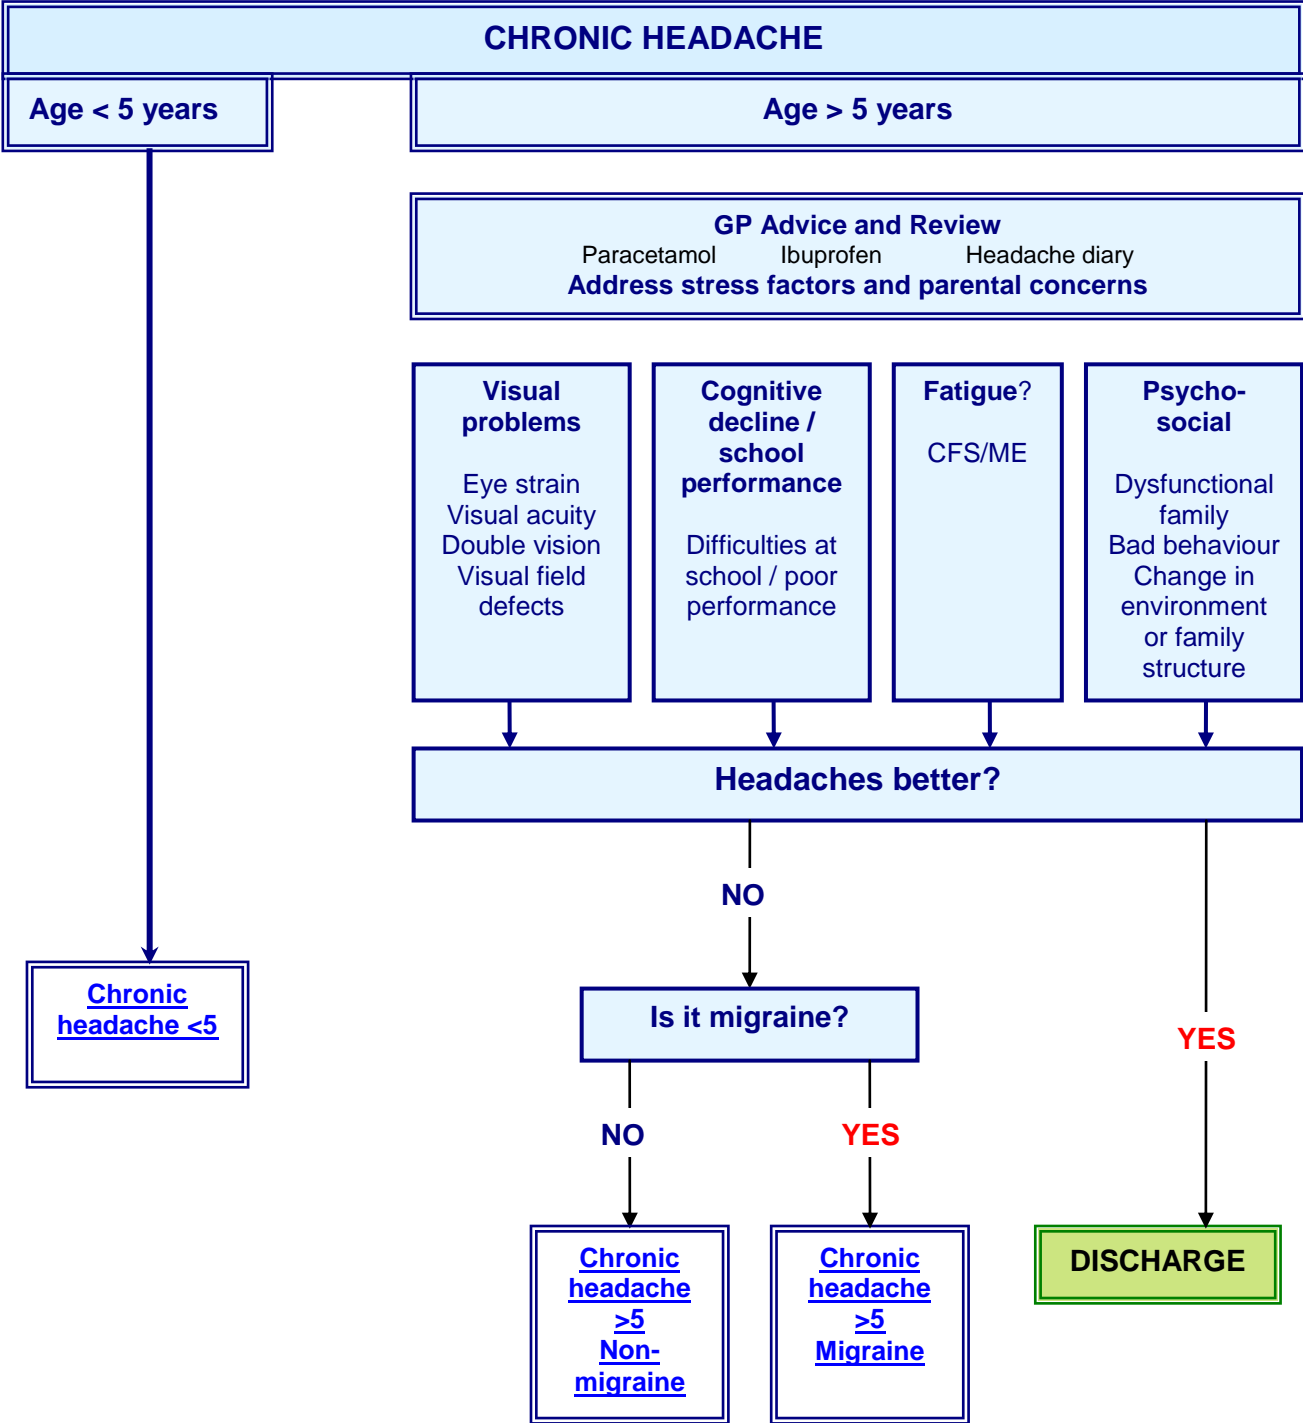 CHRONIC HEADACHE
Age < 5 years
Age > 5 years
GP Advice and Review
Paracetamol Ibuprofen Headache diary
Address stress factors and parental concerns
Visual
problems
Eye strain
Visual acuity
Double vision
Visual field
defects
Cognitive
decline /
school
performance
Difficulties at
school / poor
performance
Fatigue?
CFS/ME
Psycho-
social
Dysfunctional
family
Bad behaviour
Change in
environment
or family
structure
Headaches better?
NO
YES
Is it migraine?
NO
YES
Chronic
headache <5
Chronic
headache
>5
Non-
migraine
Chronic
headache
>5
Migraine
DISCHARGE